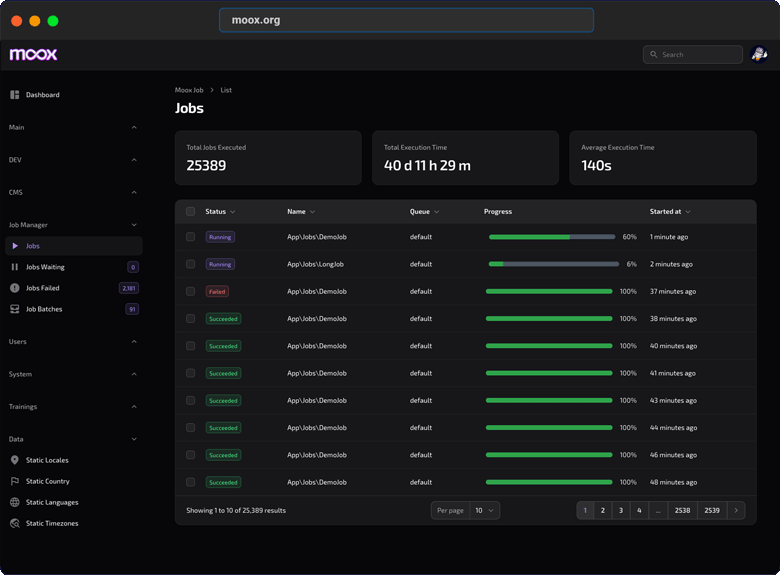 moox.org
moox
Search
Dashboard
Main
DEV
CMS
Job Manager
Jobs
Jobs Waiting 0
Jobs Failed 2,181
Job Batches 91
Users
System
Trainings
Data
Static Locales
Static Country
Static Languages
Static Timezones
Moox Job > List
Jobs
Total Jobs Executed
25389
Total Execution Time
40 d 11 h 29 m
Average Execution Time
140s
Status Name Queue Progress Started at
Running App\Jobs\DemoJob default 60% 1 minute ago
Running App\Jobs\LongJob default 6% 2 minutes ago
Failed App\Jobs\DemoJob default 100% 37 minutes ago
Succeeded App\Jobs\DemoJob default 100% 38 minutes ago
Succeeded App\Jobs\DemoJob default 100% 40 minutes ago
Succeeded App\Jobs\DemoJob default 100% 41 minutes ago
Succeeded App\Jobs\DemoJob default 100% 43 minutes ago
Succeeded App\Jobs\DemoJob default 100% 44 minutes ago
Succeeded App\Jobs\DemoJob default 100% 46 minutes ago
Succeeded App\Jobs\DemoJob default 100% 48 minutes ago
Showing 1 to 10 of 25,389 results Per page 10 1 2 3 4 ... 2538 2539 >